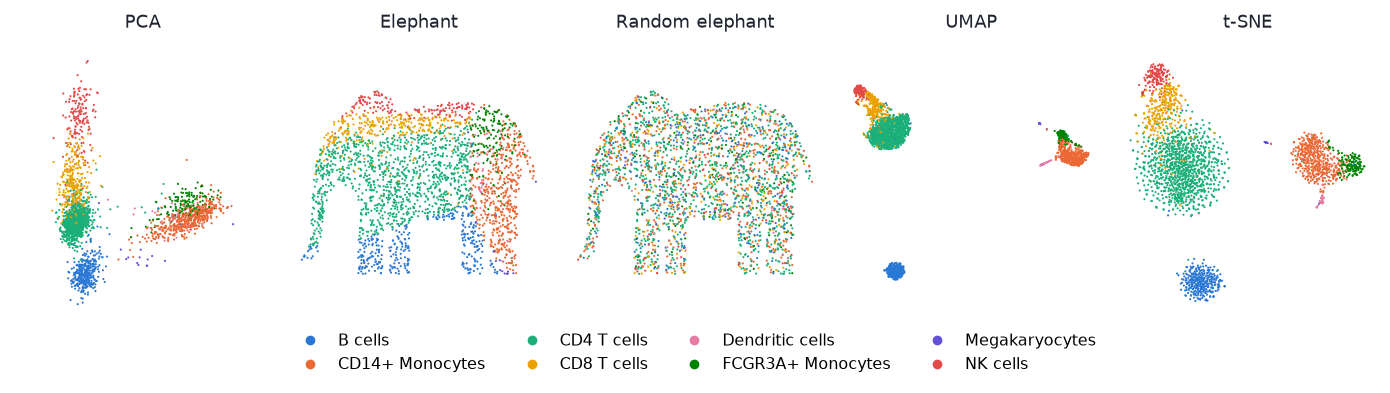 PCA Elephant Random elephant UMAP t-SNE
B cells CD4 T cells Dendritic cells Megakaryocytes
CD14+ Monocytes CD8 T cells FCGR3A+ Monocytes NK cells